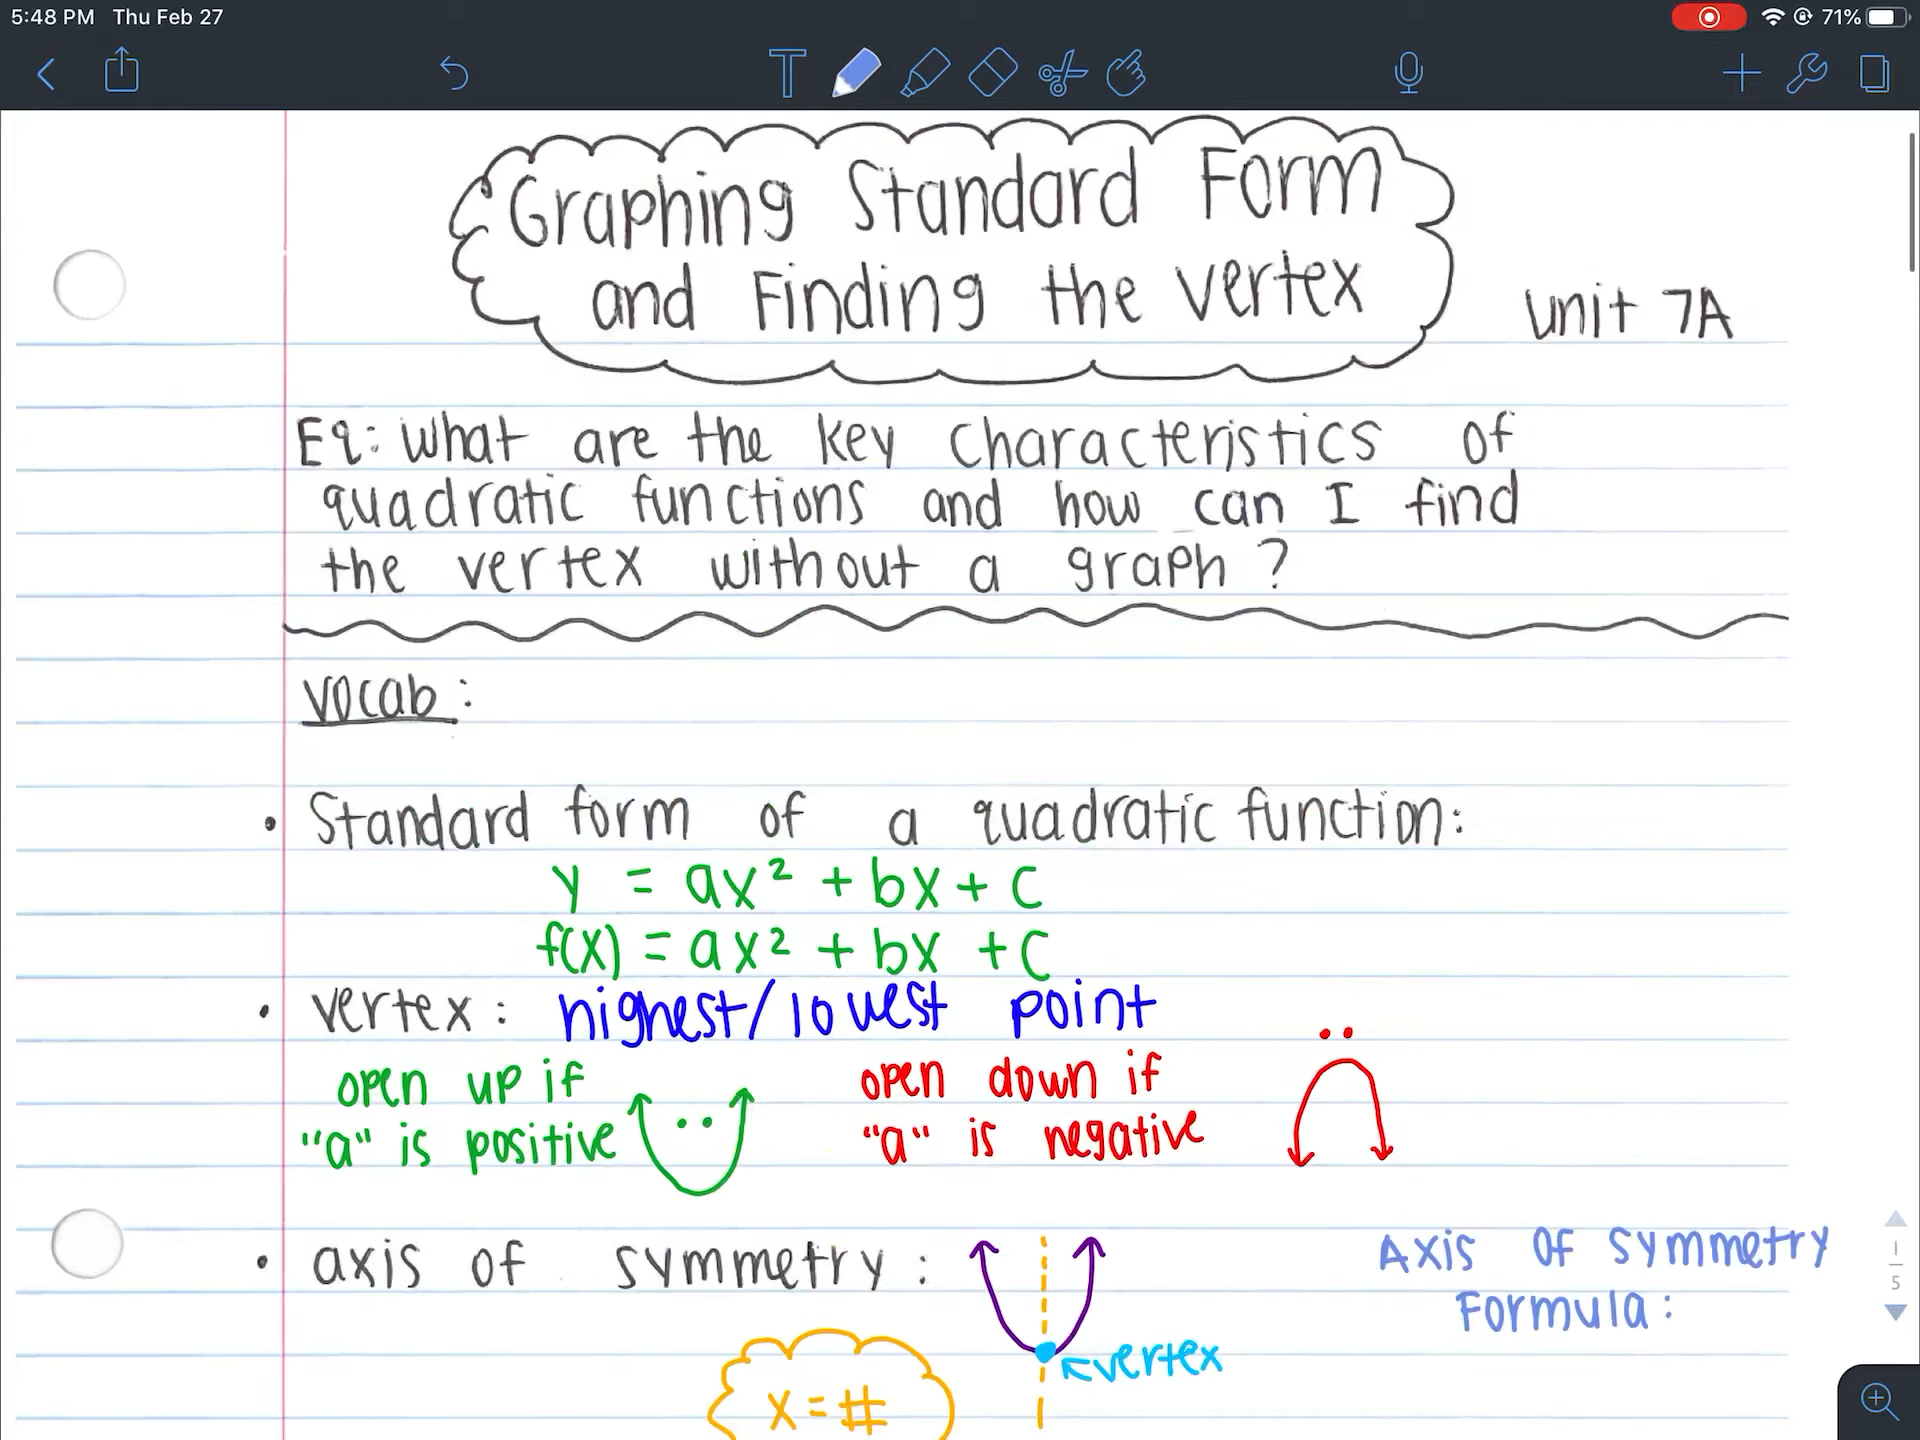 5:48 PM Thu Feb 27
71%
Graphing Standard Form
and Finding the Vertex
Unit 7A
EQ: What are the key characteristics of
quadratic functions and how can I find
the vertex without a graph?
Vocab:
• Standard form of a quadratic function:
y = ax² + bx + c
f(x) = ax² + bx + c
• Vertex: highest/lowest point
open up if
"a" is positive
open down if
"a" is negative
• axis of symmetry:
Axis of symmetry
Formula:
vertex
x = #
1
5